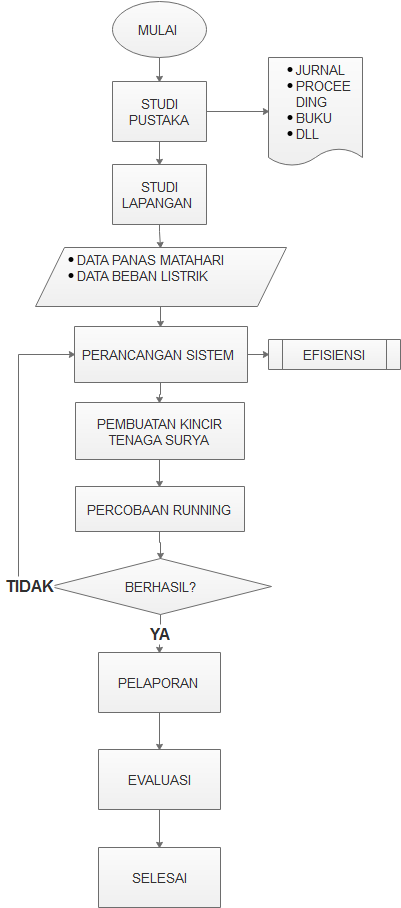 MULAI
STUDI
PUSTAKA
• JURNAL
• PROCEE
DING
• BUKU
• DLL
STUDI
LAPANGAN
• DATA PANAS MATAHARI
• DATA BEBAN LISTRIK
PERANCANGAN SISTEM
EFISIENSI
PEMBUATAN KINCIR
TENAGA SURYA
PERCOBAAN RUNNING
BERHASIL?
TIDAK
YA
PELAPORAN
EVALUASI
SELESAI